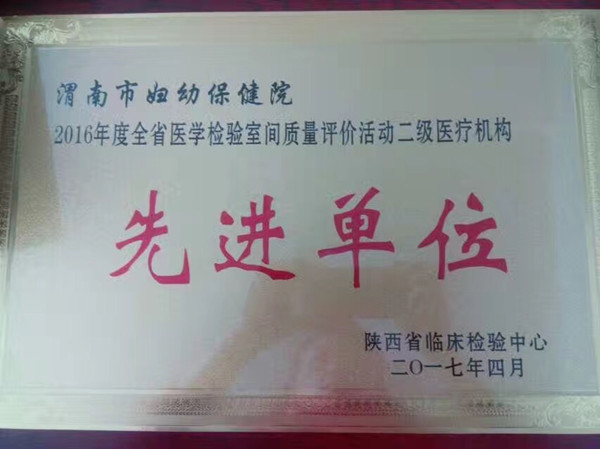 渭南市妇幼保健院
2016年度全省医学检验室间质量评价活动二级医疗机构
先进单位
陕西省临床检验中心
二〇一七年四月